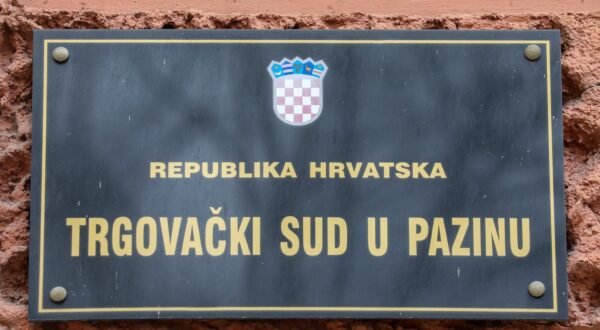 REPUBLIKA HRVATSKA
TRGOVAČKI SUD U PAZINU